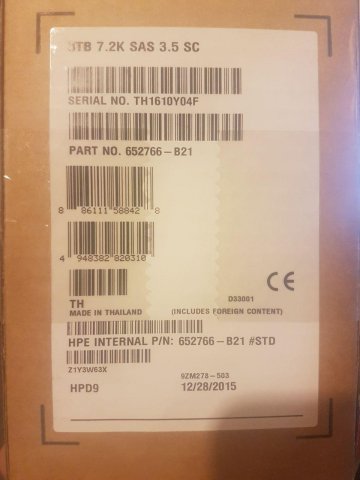 3TB 7.2K SAS 3.5 SC
SERIAL NO. TH1610Y04F
PART NO. 652766-B21
8 86111 58842 8
4 948382 820310
CE
TH
D33001
MADE IN THAILAND (INCLUDES FOREIGN CONTENT)
HPE INTERNAL P/N: 652766-B21 #STD
Z1Y3W63X
9ZM278-503
HPD9 12/28/2015